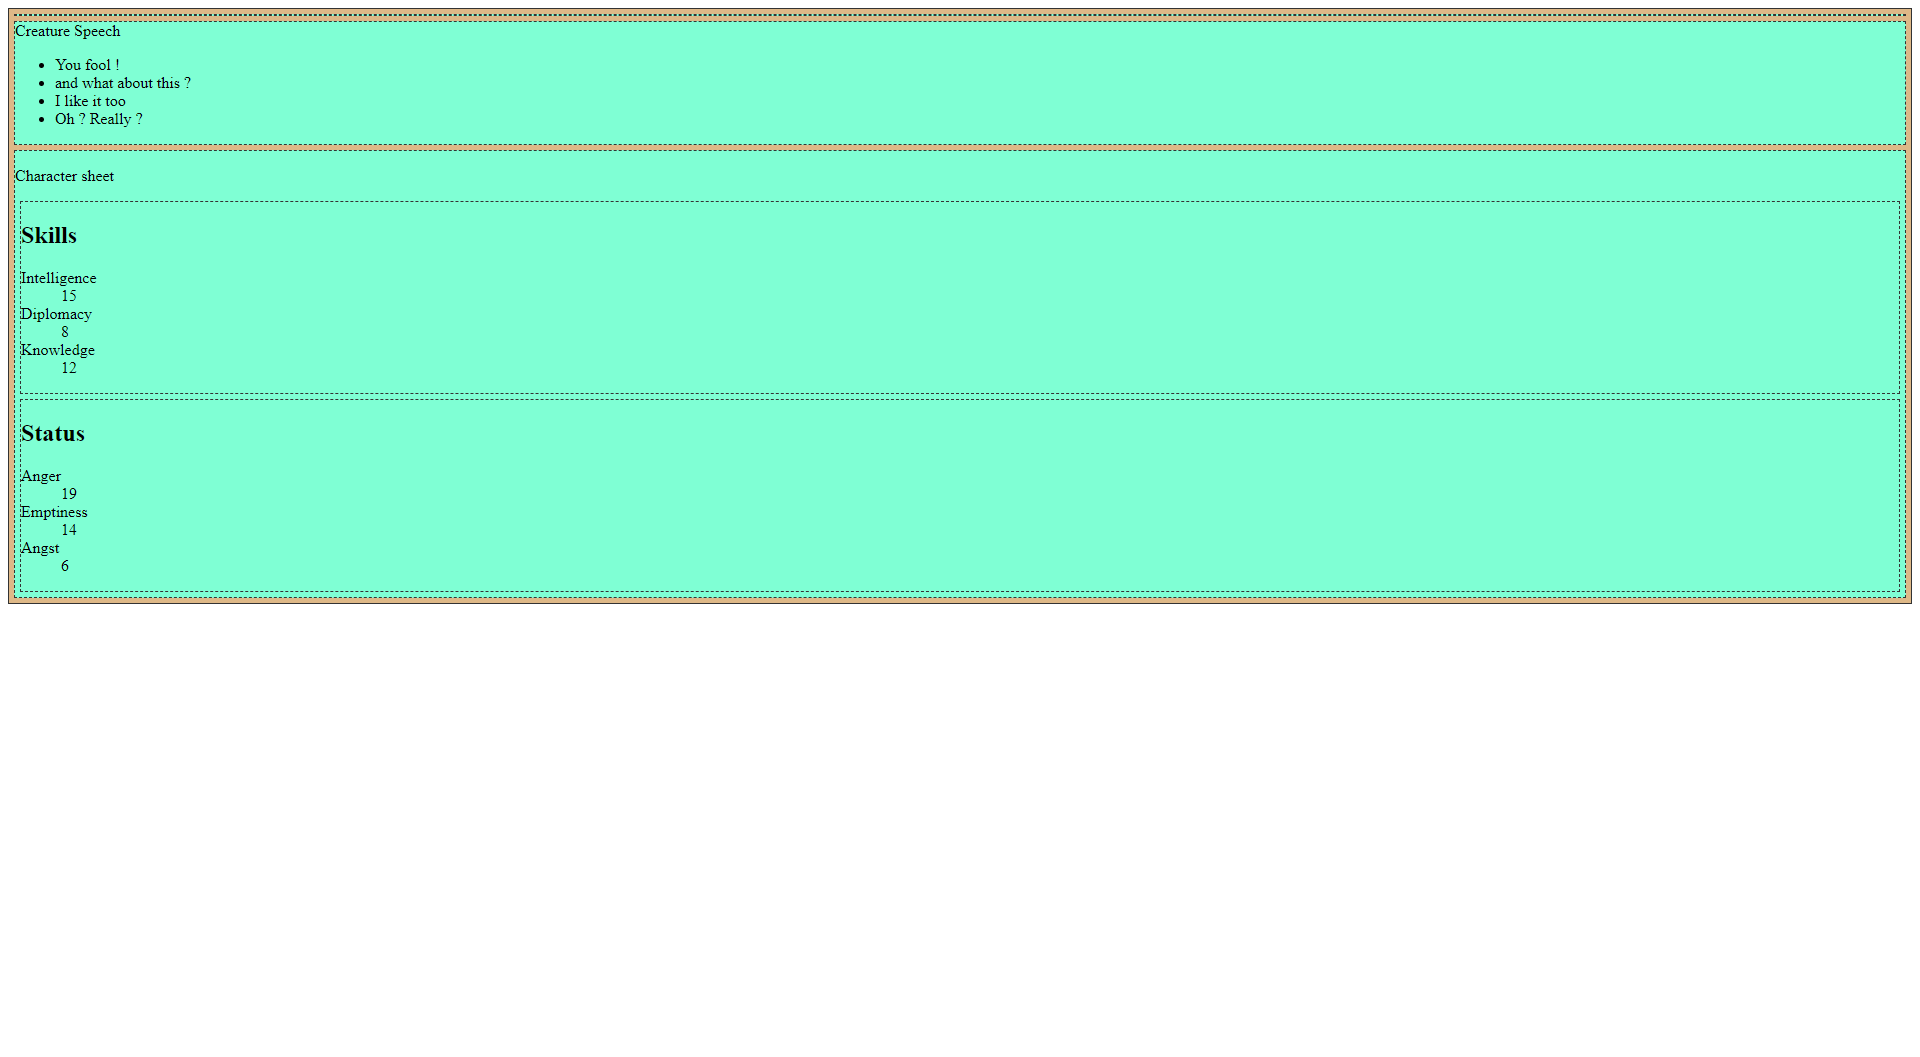 Creature Speech
You fool !
and what about this ?
I like it too
Oh ? Really ?
Character sheet
Skills
Intelligence
15
Diplomacy
8
Knowledge
12
Status
Anger
19
Emptiness
14
Angst
6